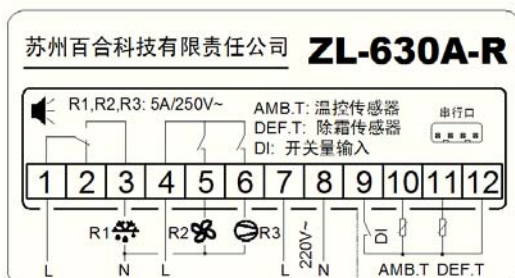 苏州百合科技有限责任公司 ZL-630A-R
R1,R2,R3: 5A/250V~
AMB.T: 温控传感器
DEF.T: 除霜传感器
DI: 开关量输入
串行口
1 2 3 4 5 6 7 8 9 10 11 12
R1 R2 R3 220V~ DI
L N L L N AMB.T DEF.T